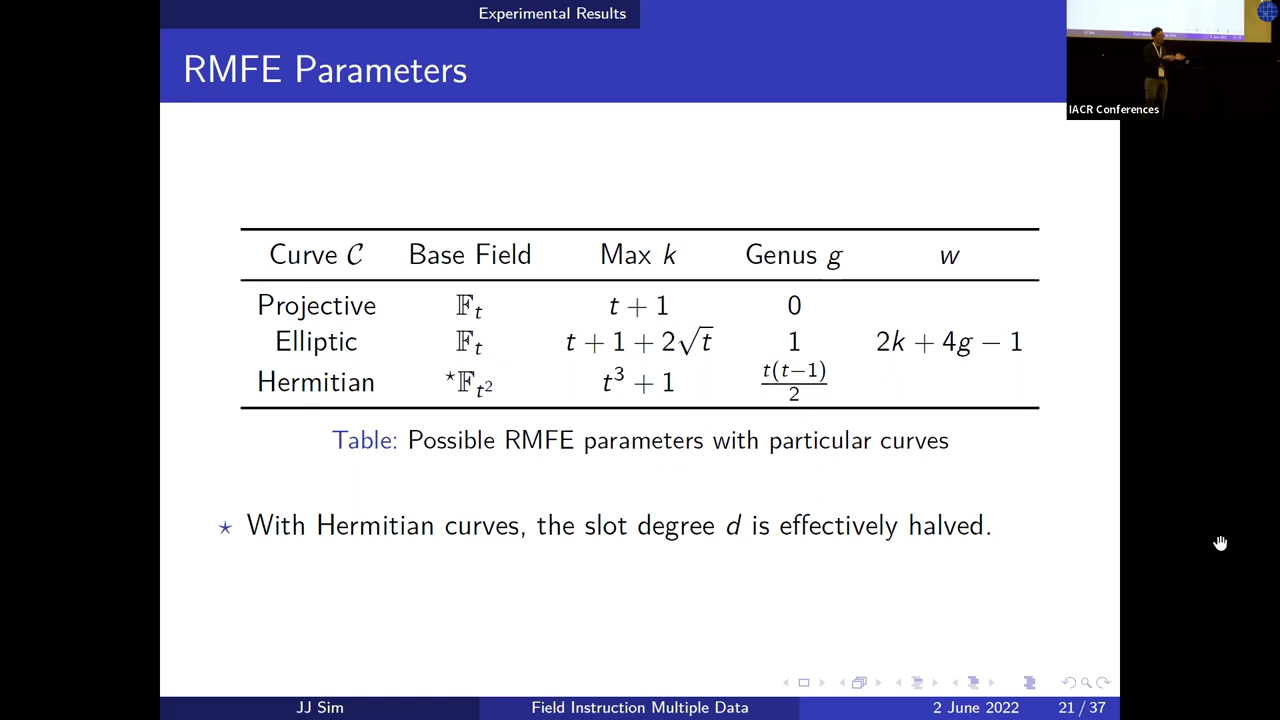 Experimental Results
RMFE Parameters
IACR Conferences
Curve 𝒞 Base Field Max k Genus g w
Projective 𝔽_t t + 1 0
Elliptic 𝔽_t t + 1 + 2√t 1 2k + 4g − 1
Hermitian *𝔽_{t²} t³ + 1 t(t−1)/2
Table: Possible RMFE parameters with particular curves
⋆ With Hermitian curves, the slot degree d is effectively halved.
JJ Sim Field Instruction Multiple Data 2 June 2022 21 / 37